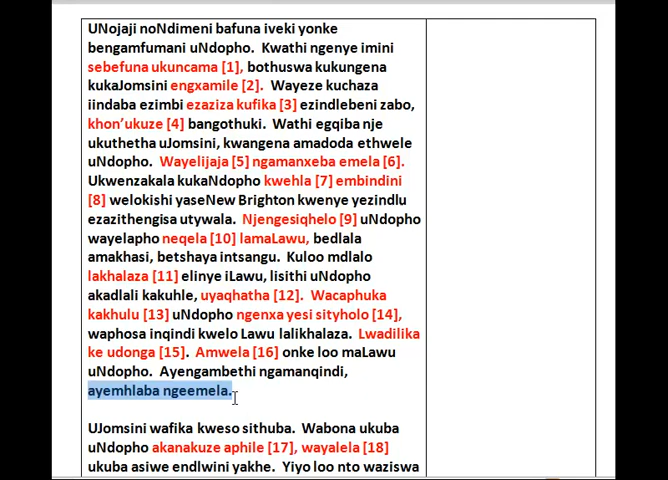 UNojaji noNdimeni bafuna iveki yonke
bengamfumani uNdopho. Kwathi ngenye imini
sebefuna ukuncama [1], bothuswa kukungena
kukaJomsini engxamile [2]. Wayeze kuchaza
iindaba ezimbi ezaziza kufika [3] ezindlebeni zabo,
khon'ukuze [4] bangothuki. Wathi egqiba nje
ukuthetha uJomsini, kwangena amadoda ethwele
uNdopho. Wayelijaja [5] ngamanxeba emela [6].
Ukwenzakala kukaNdopho kwehla [7] embindini
[8] welokishi yaseNew Brighton kwenye yezindlu
ezazithengisa utywala. Njengesiqhelo [9] uNdopho
wayelapho neqela [10] lamaLawu, bedlala
amakhasi, betshaya intsangu. Kuloo mdlalo
lakhalaza [11] elinye iLawu, lisithi uNdopho
akadlali kakuhle, uyaqhatha [12]. Wacaphuka
kakhulu [13] uNdopho ngenxa yesi sityholo [14],
waphosa inqindi kwelo Lawu lalikhalaza. Lwadilika
ke udonga [15]. Amwela [16] onke loo maLawu
uNdopho. Ayengambethi ngamanqindi,
ayemhlaba ngeemela.
UJomsini wafika kweso sithuba. Wabona ukuba
uNdopho akanakuze aphile [17], wayalela [18]
ukuba asiwe endlwini yakhe. Yiyo loo nto waziswa